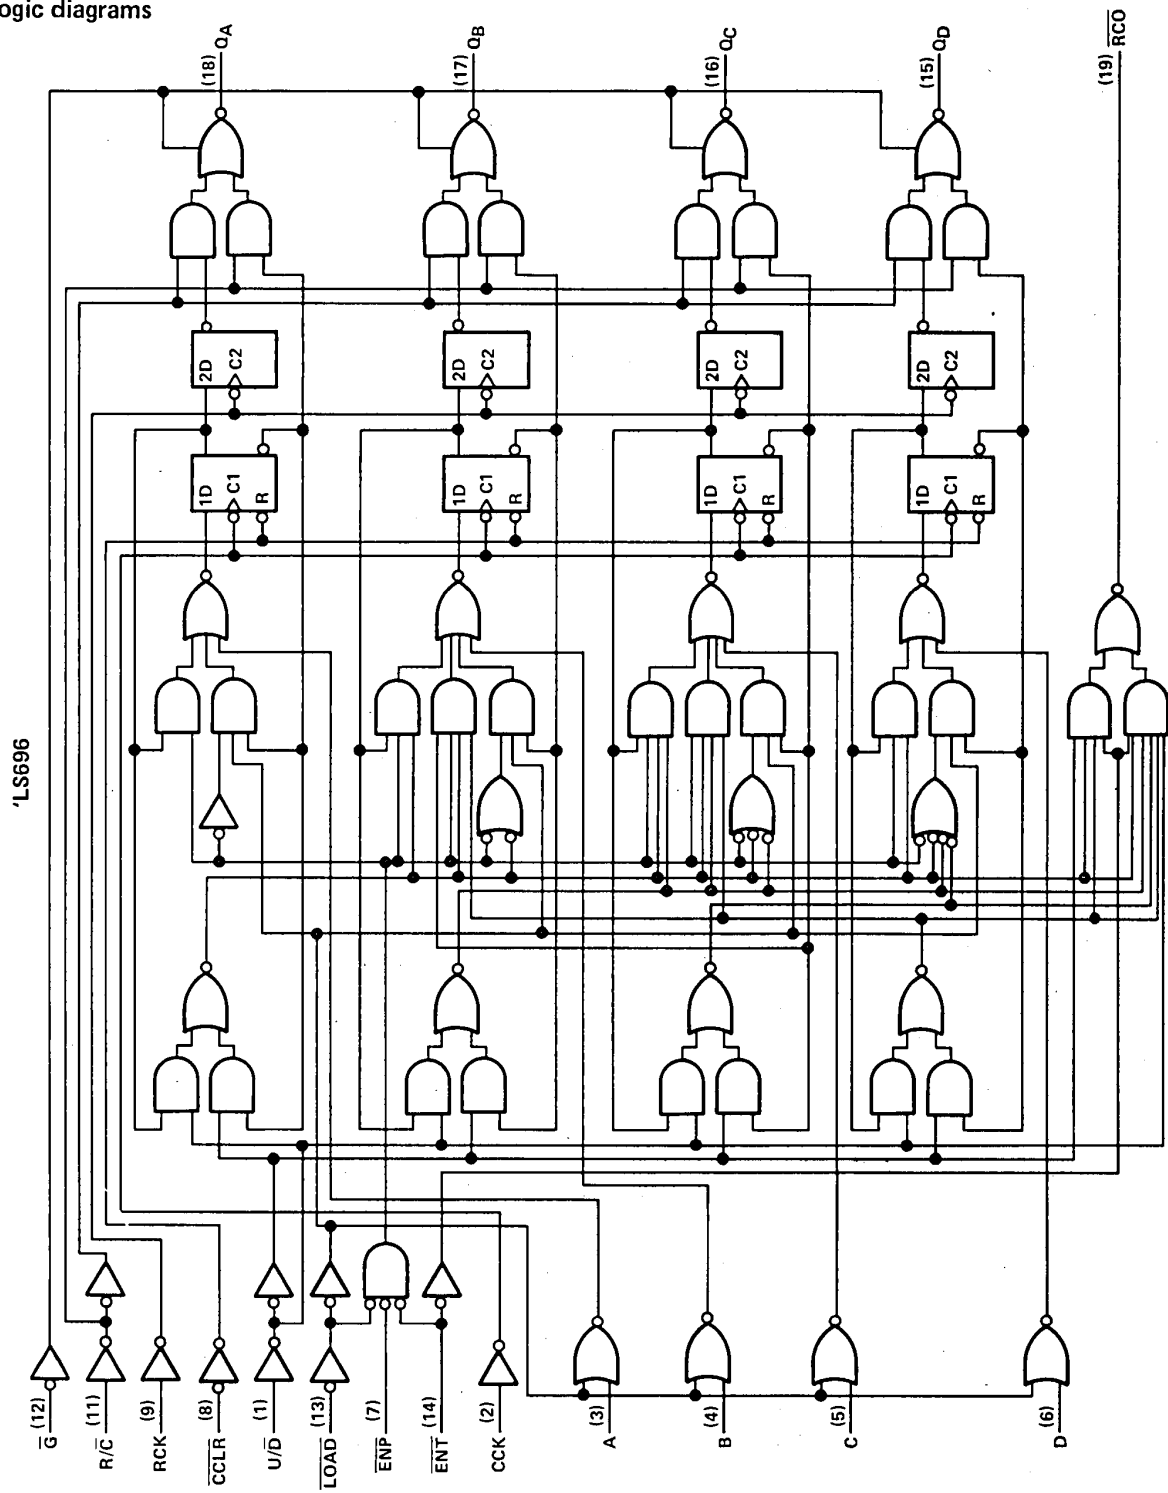 ogic diagrams
'LS696
(18) QA
(17) QB
(16) QC
(15) QD
(19) RCO
2D C2
2D C2
2D C2
2D C2
1D C1 R
1D C1 R
1D C1 R
1D C1 R
G (12)
R/C (11)
RCK (9)
CCLR (8)
U/D (1)
LOAD (13)
ENP (7)
ENT (14)
CCK (2)
A (3)
B (4)
C (5)
D (6)